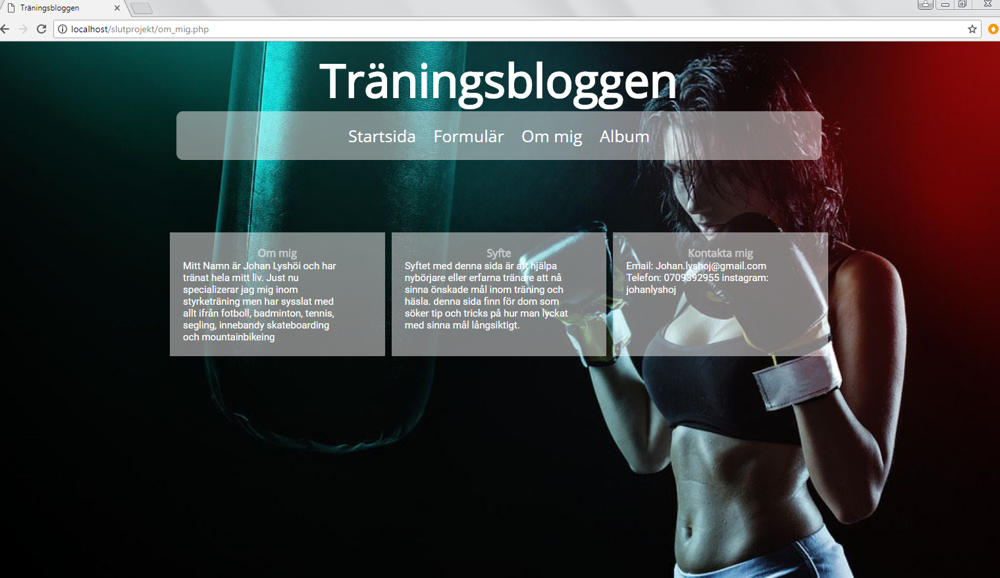 Träningsbloggen
localhost/slutprojekt/om_mig.php
Träningsbloggen
Startsida Formulär Om mig Album
Om mig
Mitt Namn är Johan Lyshöi och har
tränat hela mitt liv. Just nu
specializerar jag mig inom
styrketräning men har sysslat med
allt ifrån fotboll, badminton, tennis,
segling, innebandy skateboarding
och mountainbikeing
Syfte
Syftet med denna sida är att hjälpa
nybörjare eller erfarna tränare att nå
sinna önskade mål inom träning och
häsla. denna sida finn för dom som
söker tip och tricks på hur man lyckat
med sinna mål långsiktigt.
Kontakta mig
Email: Johan.lyshoj@gmail.com
Telefon: 0709392955 instagram:
johanlyshoj